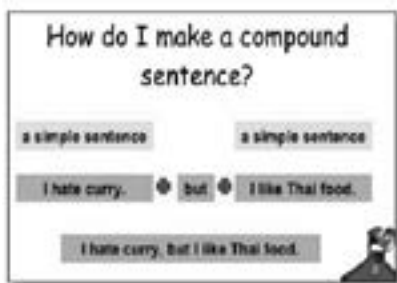 How do I make a compound
sentence?
a simple sentence a simple sentence
I hate curry. + but + I like Thai food.
I hate curry, but I like Thai food.